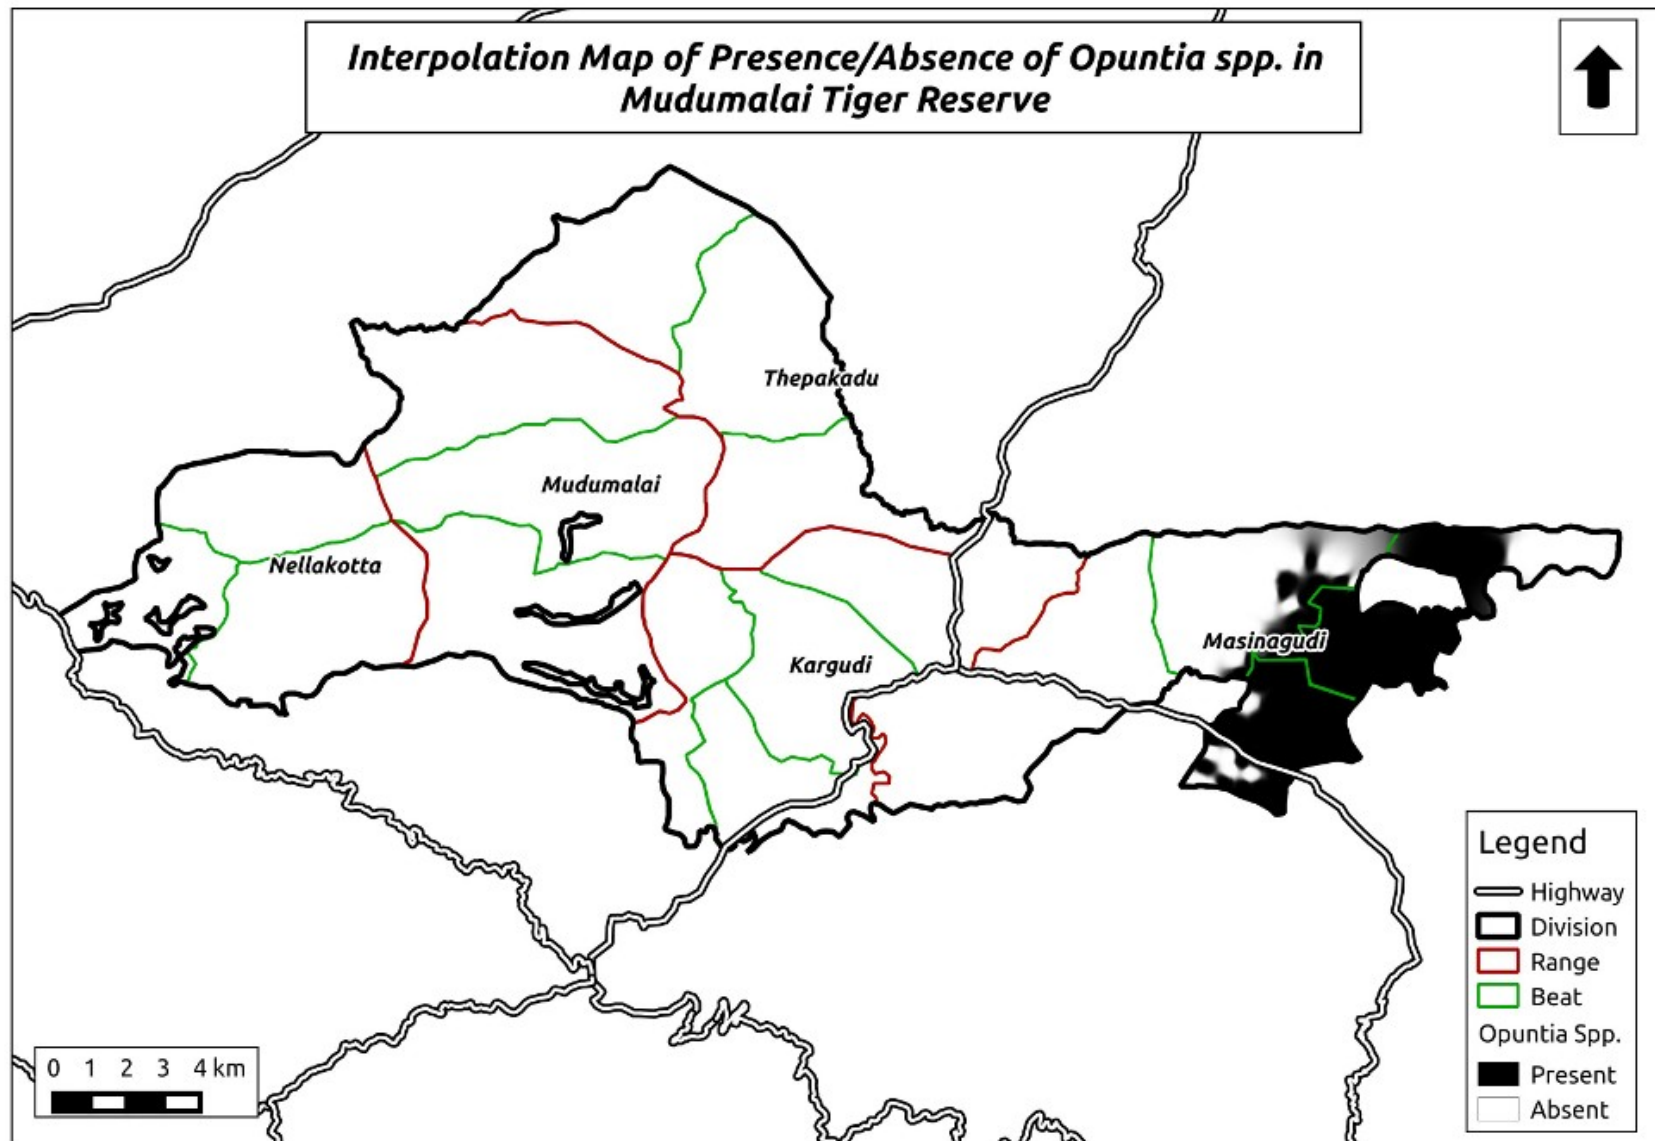 Interpolation Map of Presence/Absence of Opuntia spp. in
Mudumalai Tiger Reserve
Thepakadu
Mudumalai
Nellakotta
Masinagudi
Kargudi
Legend
Highway
Division
Range
Beat
Opuntia Spp.
Present
Absent
0 1 2 3 4 km